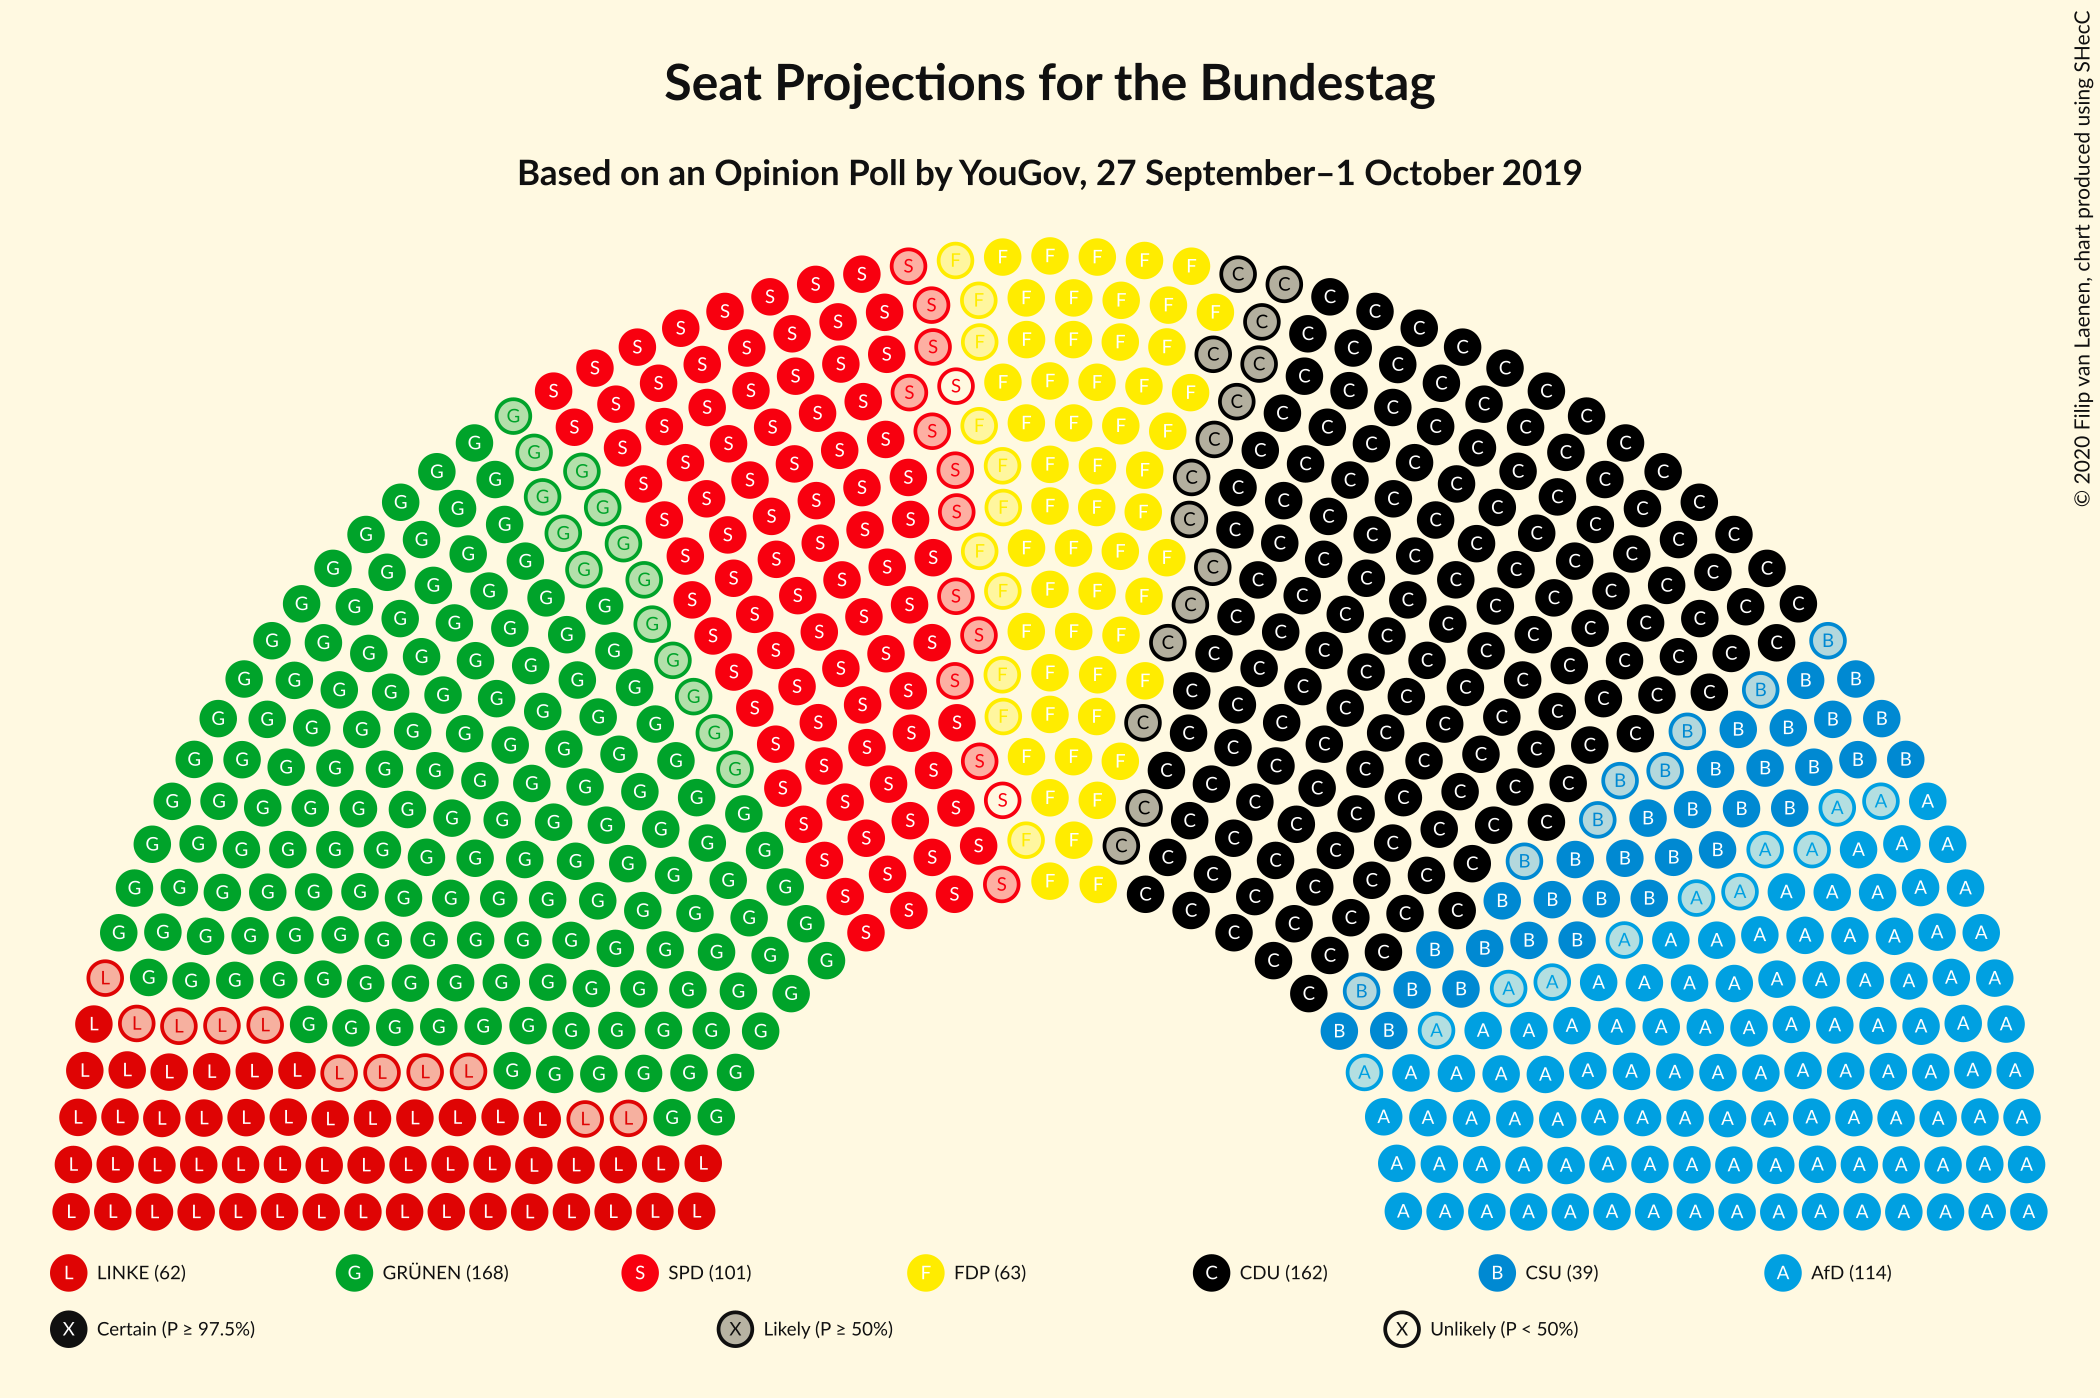 Seat Projections for the Bundestag
Based on an Opinion Poll by YouGov, 27 September–1 October 2019
© 2020 Filip van Laenen, chart produced using SHecC
L LINKE (62) G GRÜNEN (168) S SPD (101) F FDP (63) C CDU (162) B CSU (39) A AfD (114)
X Certain (P ≥ 97.5%) X Likely (P ≥ 50%) X Unlikely (P < 50%)